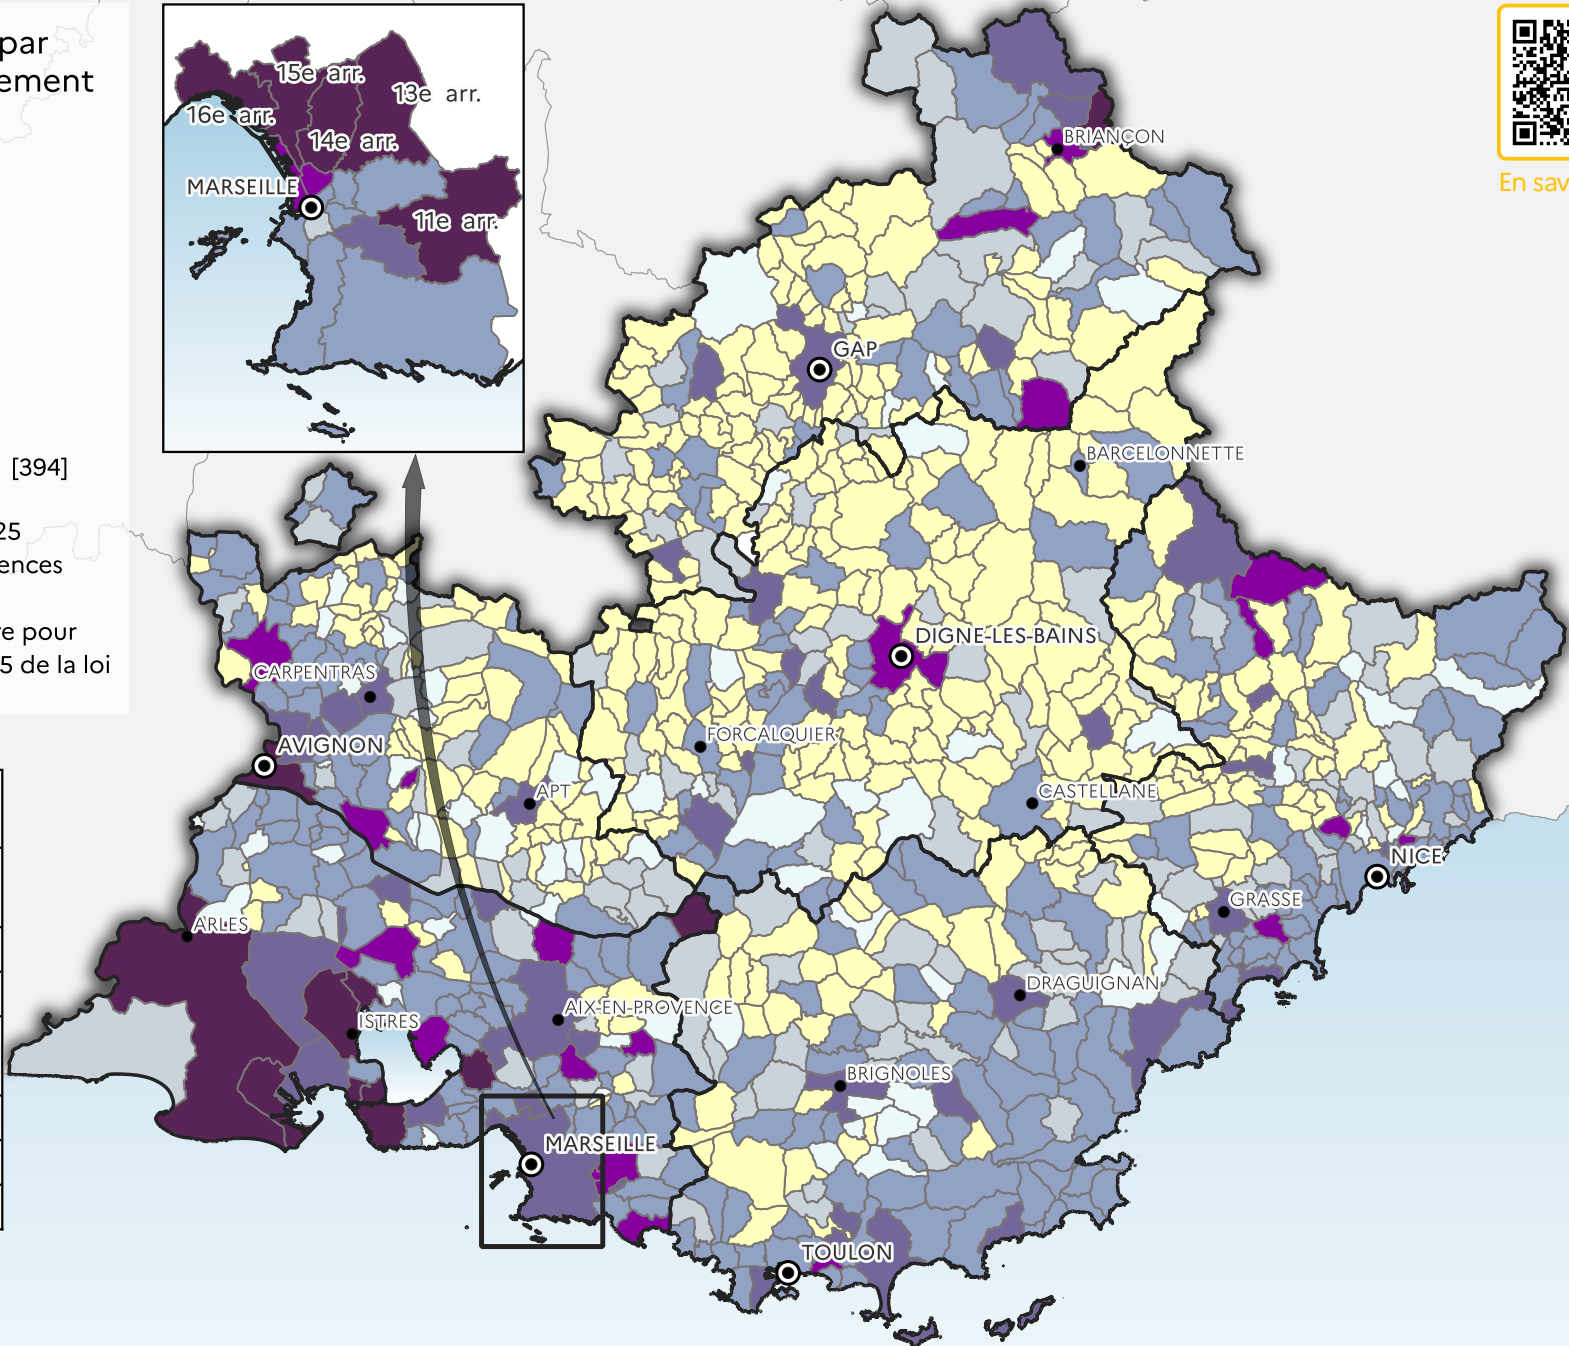 par
ement
[394]
25
ences
e pour
5 de la loi
15e arr.
13e arr.
16e arr.
14e arr.
MARSEILLE
11e arr.
En sav
BRIANÇON
GAP
BARCELONNETTE
DIGNE-LES-BAINS
CARPENTRAS
FORCALQUIER
AVIGNON
APT
CASTELLANE
NICE
GRASSE
ARLES
DRAGUIGNAN
AIX-EN-PROVENCE
ISTRES
BRIGNOLES
MARSEILLE
TOULON